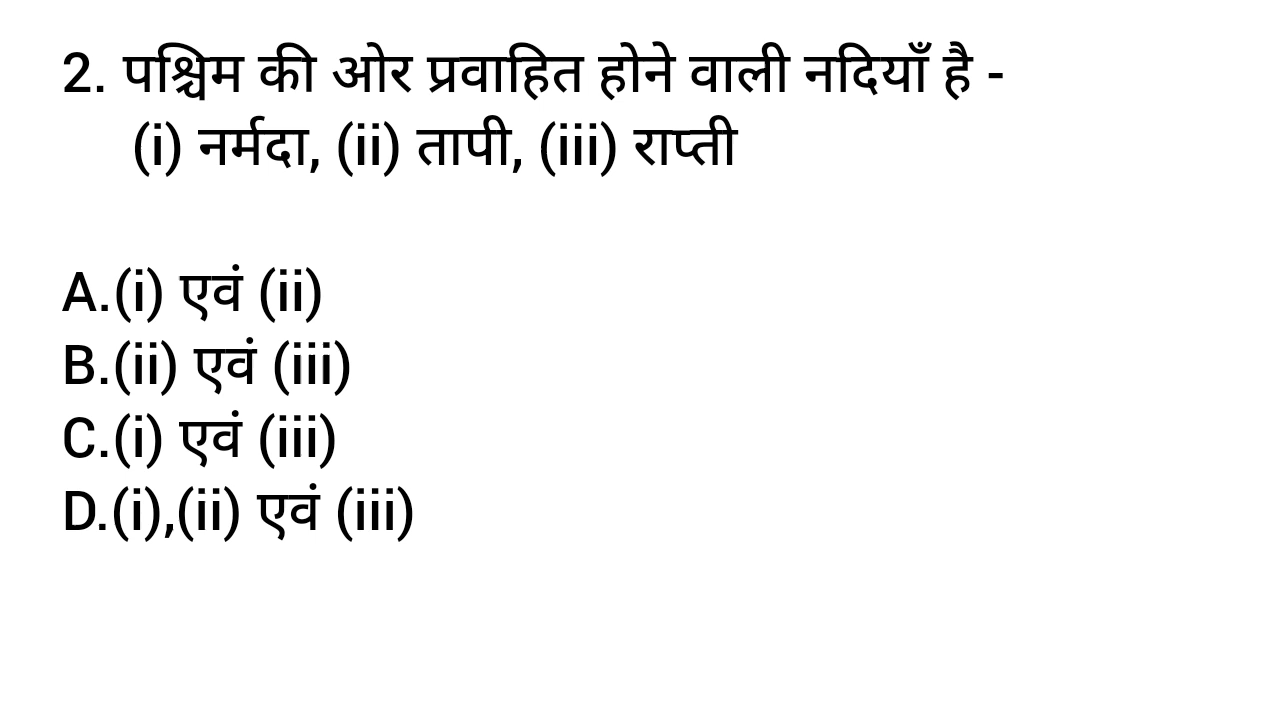 2. पश्चिम की ओर प्रवाहित होने वाली नदियाँ है -
(i) नर्मदा, (ii) तापी, (iii) राप्ती
A.(i) एवं (ii)
B.(ii) एवं (iii)
C.(i) एवं (iii)
D.(i),(ii) एवं (iii)